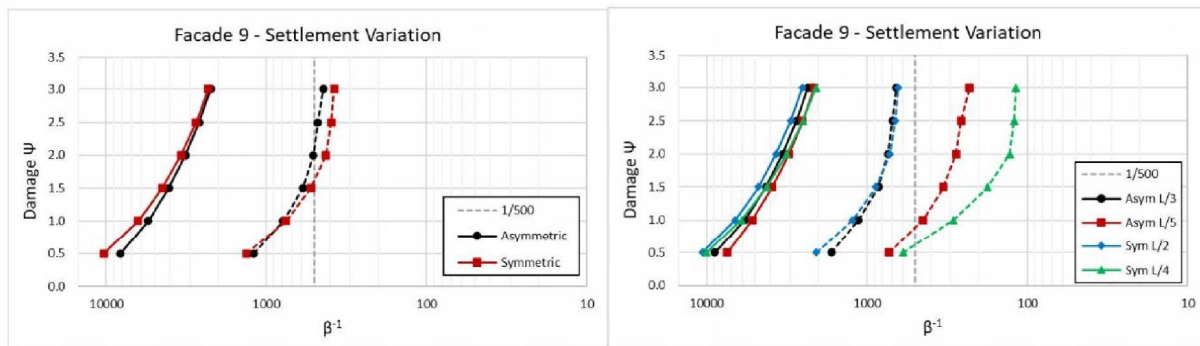 Facade 9 - Settlement Variation
3.5
3.0
2.5
2.0
1.5
1.0
0.5
0.0
Damage Ψ
10000
1000
100
10
β-1
1/500
Asymmetric
Symmetric
Facade 9 - Settlement Variation
3.5
3.0
2.5
2.0
1.5
1.0
0.5
0.0
Damage Ψ
10000
1000
100
10
β-1
1/500
Asym L/3
Asym L/5
Sym L/2
Sym L/4